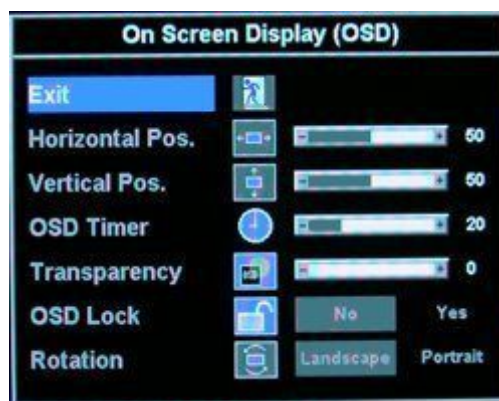 On Screen Display (OSD)
Exit
Horizontal Pos. 50
Vertical Pos. 50
OSD Timer 20
Transparency 0
OSD Lock No Yes
Rotation Landscape Portrait